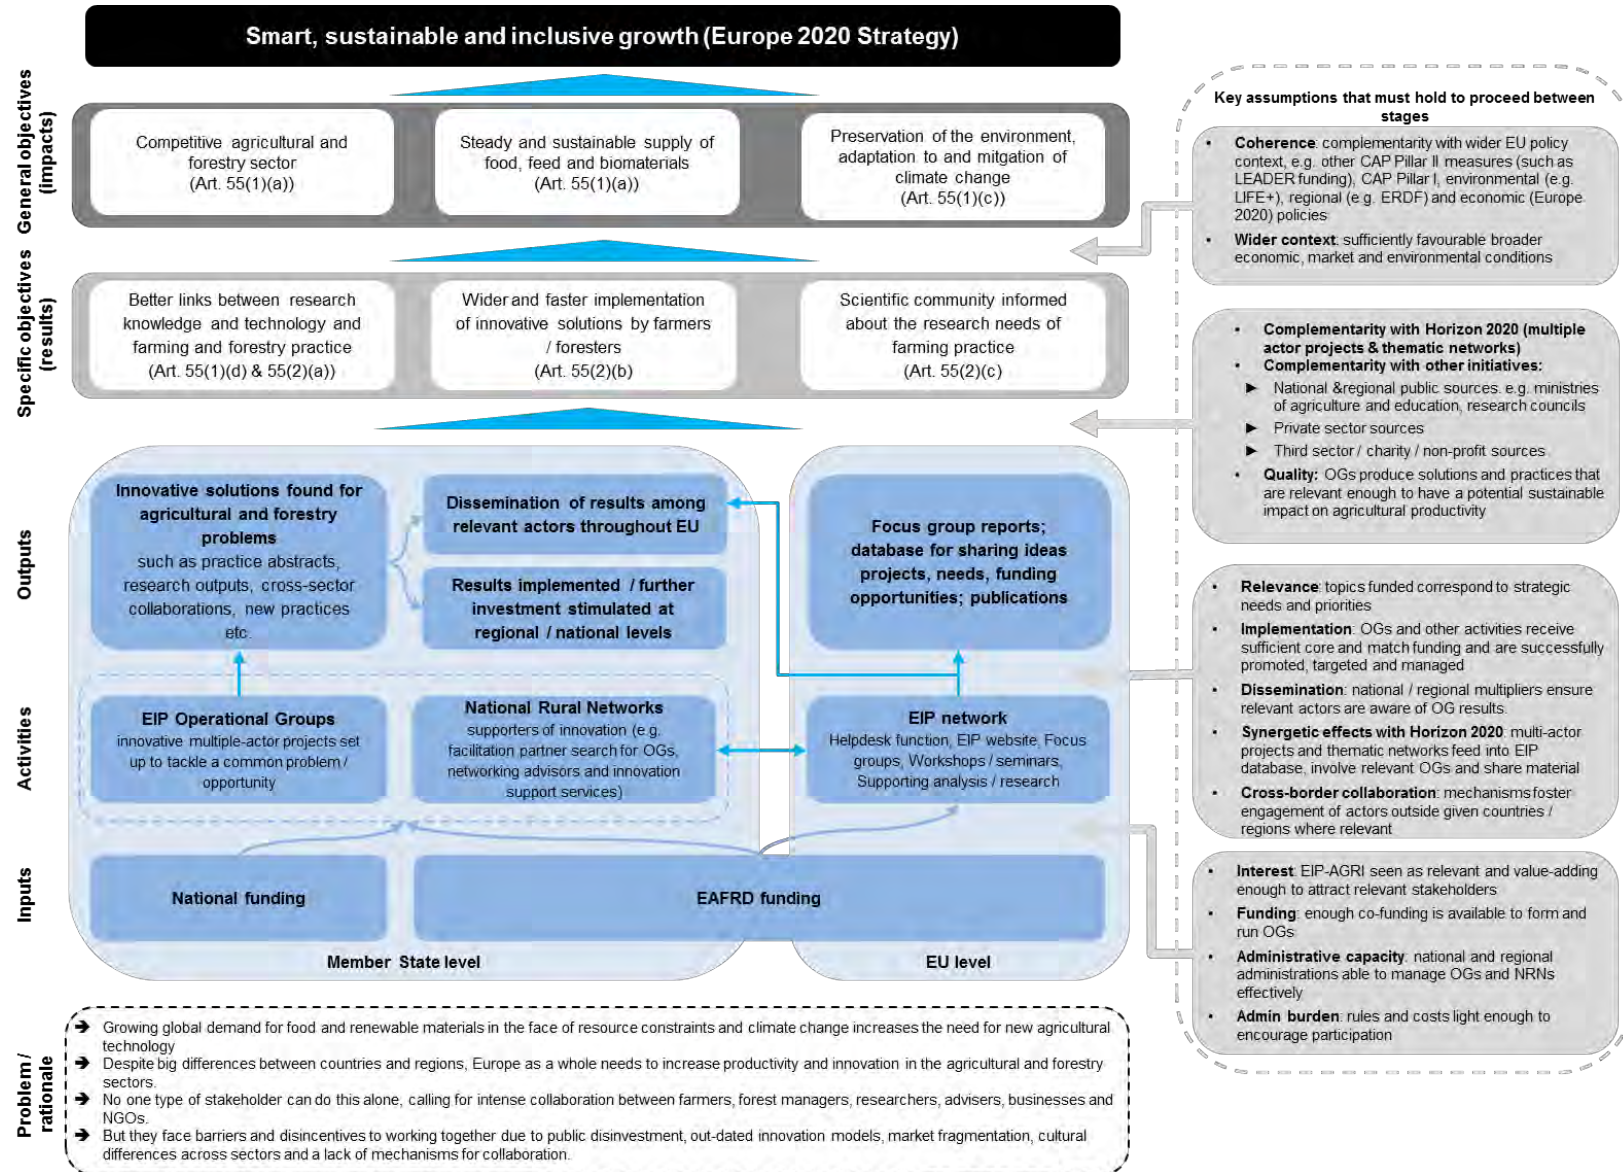 Smart, sustainable and inclusive growth (Europe 2020 Strategy)
General objectives
(impacts)
Competitive agricultural and
forestry sector
(Art. 55(1)(a))
Steady and sustainable supply of
food, feed and biomaterials
(Art. 55(1)(a))
Preservation of the environment,
adaptation to and mitgation of
climate change
(Art. 55(1)(c))
Specific objectives
(results)
Better links between research
knowledge and technology and
farming and forestry practice
(Art. 55(1)(d) & 55(2)(a))
Wider and faster implementation
of innovative solutions by farmers
/ foresters
(Art. 55(2)(b)
Scientific community informed
about the research needs of
farming practice
(Art. 55(2)(c)
Outputs
Innovative solutions found for
agricultural and forestry
problems
such as practice abstracts,
research outputs, cross-sector
collaborations, new practices
etc.
Dissemination of results among
relevant actors throughout EU
Results implemented / further
investment stimulated at
regional / national levels
Focus group reports;
database for sharing ideas
projects, needs, funding
opportunities; publications
Activities
EIP Operational Groups
innovative multiple-actor projects set
up to tackle a common problem /
opportunity
National Rural Networks
supporters of innovation (e.g.
facilitation partner search for OGs,
networking advisors and innovation
support services)
EIP network
Helpdesk function, EIP website, Focus
groups, Workshops / seminars,
Supporting analysis / research
Inputs
National funding
EAFRD funding
Member State level
EU level
Problem /
rationale
➔ Growing global demand for food and renewable materials in the face of resource constraints and climate change increases the need for new agricultural
technology
➔ Despite big differences between countries and regions, Europe as a whole needs to increase productivity and innovation in the agricultural and forestry
sectors.
➔ No one type of stakeholder can do this alone, calling for intense collaboration between farmers, forest managers, researchers, advisers, businesses and
NGOs.
➔ But they face barriers and disincentives to working together due to public disinvestment, out-dated innovation models, market fragmentation, cultural
differences across sectors and a lack of mechanisms for collaboration.
Key assumptions that must hold to proceed between
stages
• Coherence: complementarity with wider EU policy
context, e.g. other CAP Pillar II measures (such as
LEADER funding), CAP Pillar I, environmental (e.g.
LIFE+), regional (e.g. ERDF) and economic (Europe
2020) policies
• Wider context: sufficiently favourable broader
economic, market and environmental conditions
• Complementarity with Horizon 2020 (multiple
actor projects & thematic networks)
• Complementarity with other initiatives:
► National &regional public sources. e.g. ministries
of agriculture and education, research councils
► Private sector sources
► Third sector / charity / non-profit sources
• Quality: OGs produce solutions and practices that
are relevant enough to have a potential sustainable
impact on agricultural productivity
• Relevance: topics funded correspond to strategic
needs and priorities
• Implementation: OGs and other activities receive
sufficient core and match funding and are successfully
promoted, targeted and managed
• Dissemination: national / regional multipliers ensure
relevant actors are aware of OG results.
• Synergetic effects with Horizon 2020: multi-actor
projects and thematic networks feed into EIP
database, involve relevant OGs and share material
• Cross-border collaboration: mechanisms foster
engagement of actors outside given countries /
regions where relevant
• Interest: EIP-AGRI seen as relevant and value-adding
enough to attract relevant stakeholders
• Funding: enough co-funding is available to form and
run OGs
• Administrative capacity: national and regional
administrations able to manage OGs and NRNs
effectively
• Admin burden: rules and costs light enough to
encourage participation